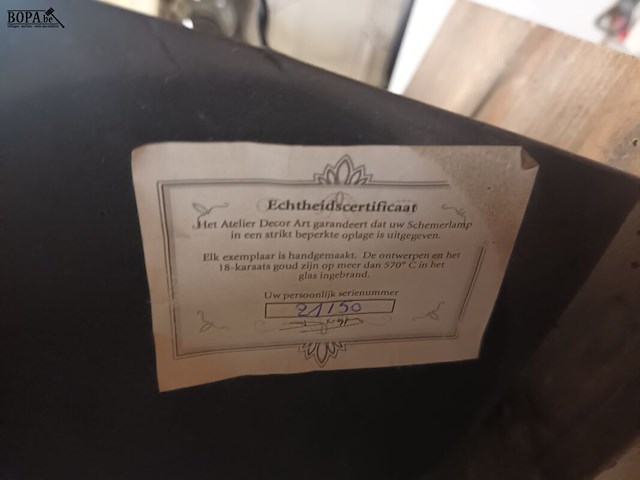 BOPA.be
Echtheidscertificaat
Het Atelier Decor Art garandeert dat uw Schemerlamp
in een strikt beperkte oplage is uitgegeven.
Elk exemplaar is handgemaakt. De ontwerpen en het
18-karaats goud zijn op meer dan 570° C in het
glas ingebrand.
Uw persoonlijk serienummer
21150